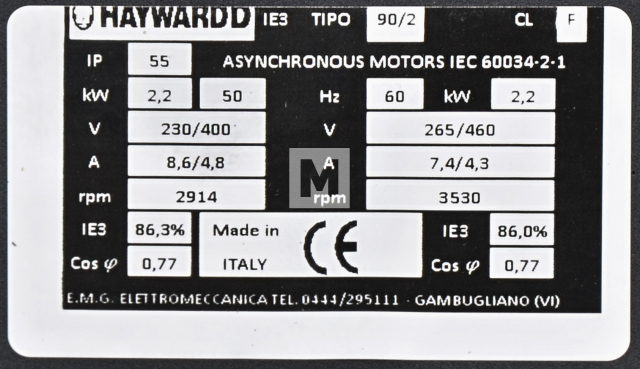 HAYWARDD IE3 TIPO 90/2 CL F
IP 55 ASYNCHRONOUS MOTORS IEC 60034-2-1
kW 2,2 50 Hz 60 kW 2,2
V 230/400 V 265/460
A 8,6/4,8 A 7,4/4,3
rpm 2914 rpm 3530
IE3 86,3% Made in CE IE3 86,0%
Cos φ 0,77 ITALY Cos φ 0,77
E.M.G. ELETTROMECCANICA TEL. 0444/295111 · GAMBUGLIANO (VI)
M